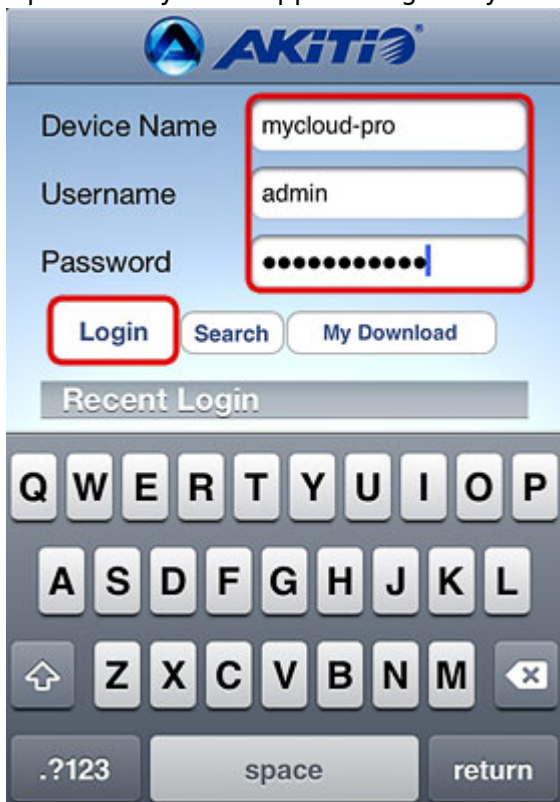 AKiTiO
Device Name mycloud-pro
Username admin
Password ●●●●●●●●●●●
Login Search My Download
Recent Login
Q W E R T Y U I O P
A S D F G H J K L
Z X C V B N M
.?123 space return